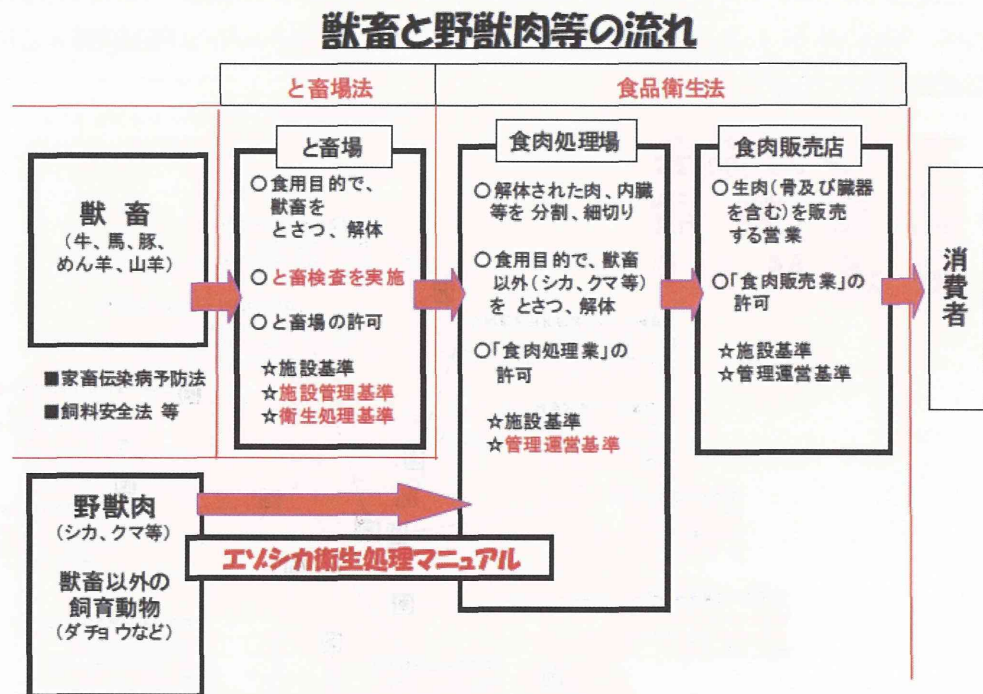 獣畜と野獣肉等の流れ
と畜場法
食品衛生法
獣 畜
(牛、馬、豚、
めん羊、山羊)
■家畜伝染病予防法
■飼料安全法 等
と畜場
○食用目的で、
獣畜を
とさつ、解体
○と畜検査を実施
○と畜場の許可
☆施設基準
☆施設管理基準
☆衛生処理基準
食肉処理場
○解体された肉、内臓
等を 分割、細切り
○食用目的で、獣畜
以外(シカ、クマ等)
を とさつ、解体
○「食肉処理業」の
許可
☆施設基準
☆管理運営基準
食肉販売店
○生肉(骨及び臓器
を含む)を販売
する営業
○「食肉販売業」の
許可
☆施設基準
☆管理運営基準
消費者
野獣肉
(シカ、クマ等)
エゾシカ衛生処理マニュアル
獣畜以外の
飼育動物
(ダチョウなど)